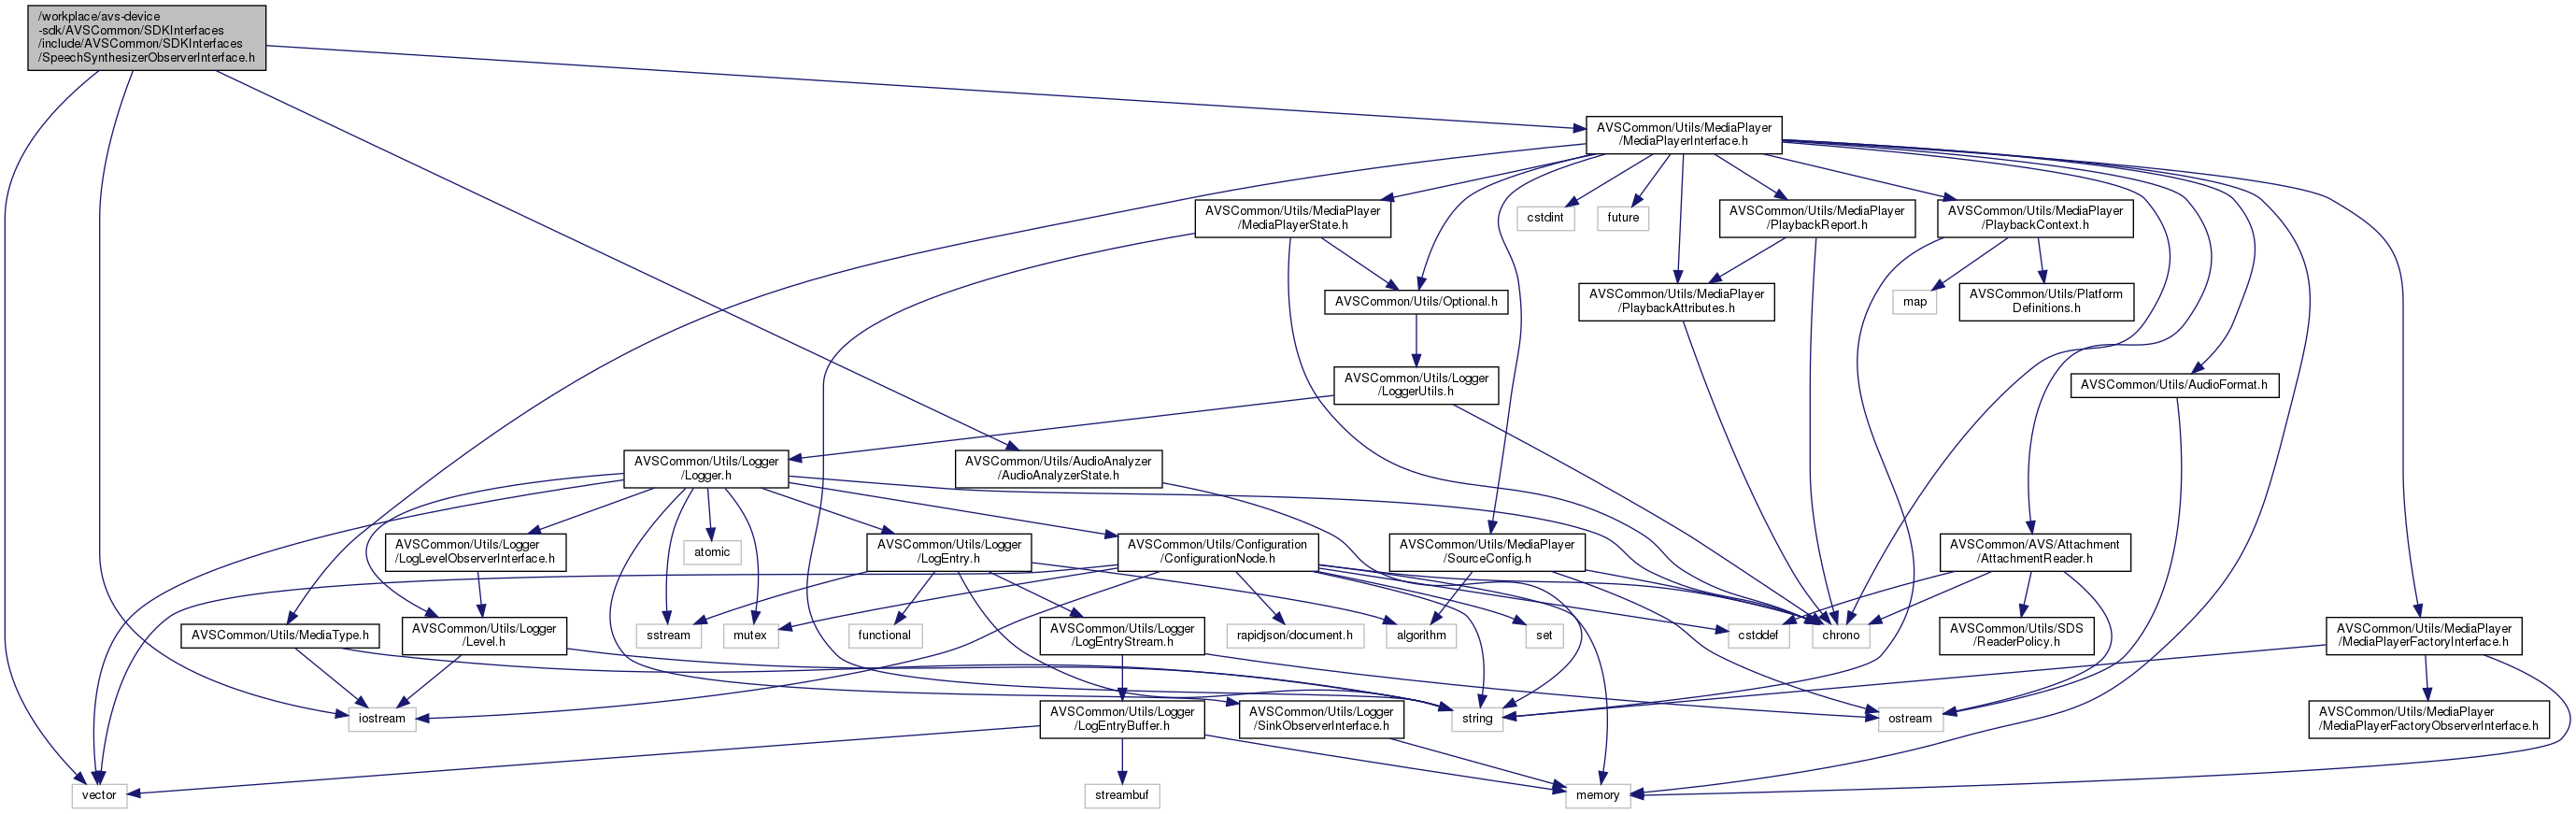 /workplace/avs-device
-sdk/AVSCommon/SDKInterfaces
/include/AVSCommon/SDKInterfaces
/SpeechSynthesizerObserverInterface.h
AVSCommon/Utils/MediaPlayer
/MediaPlayerInterface.h
AVSCommon/Utils/MediaPlayer
/MediaPlayerState.h
cstdint
future
AVSCommon/Utils/MediaPlayer
/PlaybackReport.h
AVSCommon/Utils/MediaPlayer
/PlaybackContext.h
AVSCommon/Utils/Optional.h
AVSCommon/Utils/MediaPlayer
/PlaybackAttributes.h
map
AVSCommon/Utils/Platform
Definitions.h
AVSCommon/Utils/Logger
/LoggerUtils.h
AVSCommon/Utils/AudioFormat.h
AVSCommon/Utils/Logger
/Logger.h
AVSCommon/Utils/AudioAnalyzer
/AudioAnalyzerState.h
AVSCommon/Utils/Logger
/LogLevelObserverInterface.h
atomic
AVSCommon/Utils/Logger
/LogEntry.h
AVSCommon/Utils/Configuration
/ConfigurationNode.h
AVSCommon/Utils/MediaPlayer
/SourceConfig.h
AVSCommon/AVS/Attachment
/AttachmentReader.h
AVSCommon/Utils/MediaType.h
AVSCommon/Utils/Logger
/Level.h
sstream
mutex
functional
AVSCommon/Utils/Logger
/LogEntryStream.h
rapidjson/document.h
algorithm
set
cstddef
chrono
AVSCommon/Utils/SDS
/ReaderPolicy.h
AVSCommon/Utils/MediaPlayer
/MediaPlayerFactoryInterface.h
iostream
AVSCommon/Utils/Logger
/LogEntryBuffer.h
AVSCommon/Utils/Logger
/SinkObserverInterface.h
string
ostream
AVSCommon/Utils/MediaPlayer
/MediaPlayerFactoryObserverInterface.h
vector
streambuf
memory